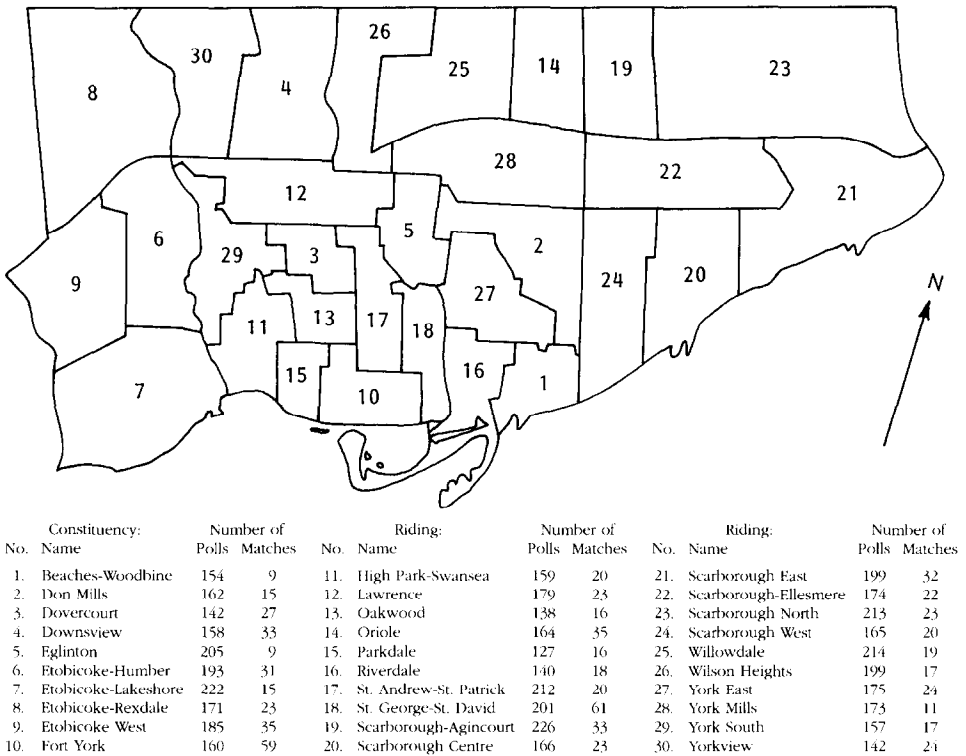 26
30
25
14
19
23
8
4
28
22
12
21
5
6
2
29
3
9
24
20
N
27
17
13
18
11
16
15
1
7
10
Constituency: Number of Riding: Number of Riding: Number of
No. Name Polls Matches No. Name Polls Matches No. Name Polls Matches
1. Beaches-Woodbine 154 9 11. High Park-Swansea 159 20 21. Scarborough East 199 32
2. Don Mills 162 15 12. Lawrence 179 23 22. Scarborough-Ellesmere 174 22
3. Dovercourt 142 27 13. Oakwood 138 16 23. Scarborough North 213 23
4. Downsview 158 33 14. Oriole 164 35 24. Scarborough West 165 20
5. Eglinton 205 9 15. Parkdale 127 16 25. Willowdale 214 19
6. Etobicoke-Humber 193 31 16. Riverdale 140 18 26. Wilson Heights 199 17
7. Etobicoke-Lakeshore 222 15 17. St. Andrew-St. Patrick 212 20 27. York East 175 24
8. Etobicoke-Rexdale 171 23 18. St. George-St. David 201 61 28. York Mills 173 11
9. Etobicoke West 185 35 19. Scarborough-Agincourt 226 33 29. York South 157 17
10. Fort York 160 59 20. Scarborough Centre 166 23 30. Yorkview 142 24